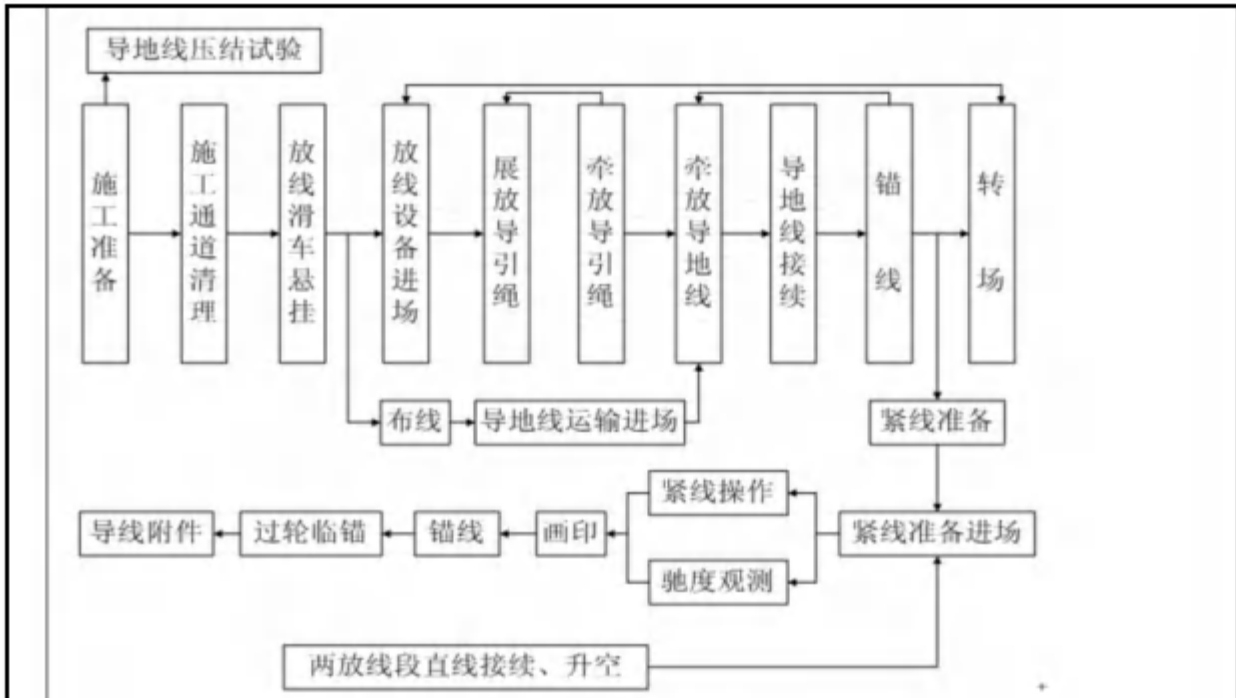 导地线压结试验
施工准备
施工通道清理
放线滑车悬挂
放线设备进场
展放导引绳
牵放导引绳
牵放导地线
导地线接续
锚线
转场
布线
导地线运输进场
紧线准备
紧线操作
导线附件
过轮临锚
锚线
画印
紧线准备进场
驰度观测
两放线段直线接续、升空